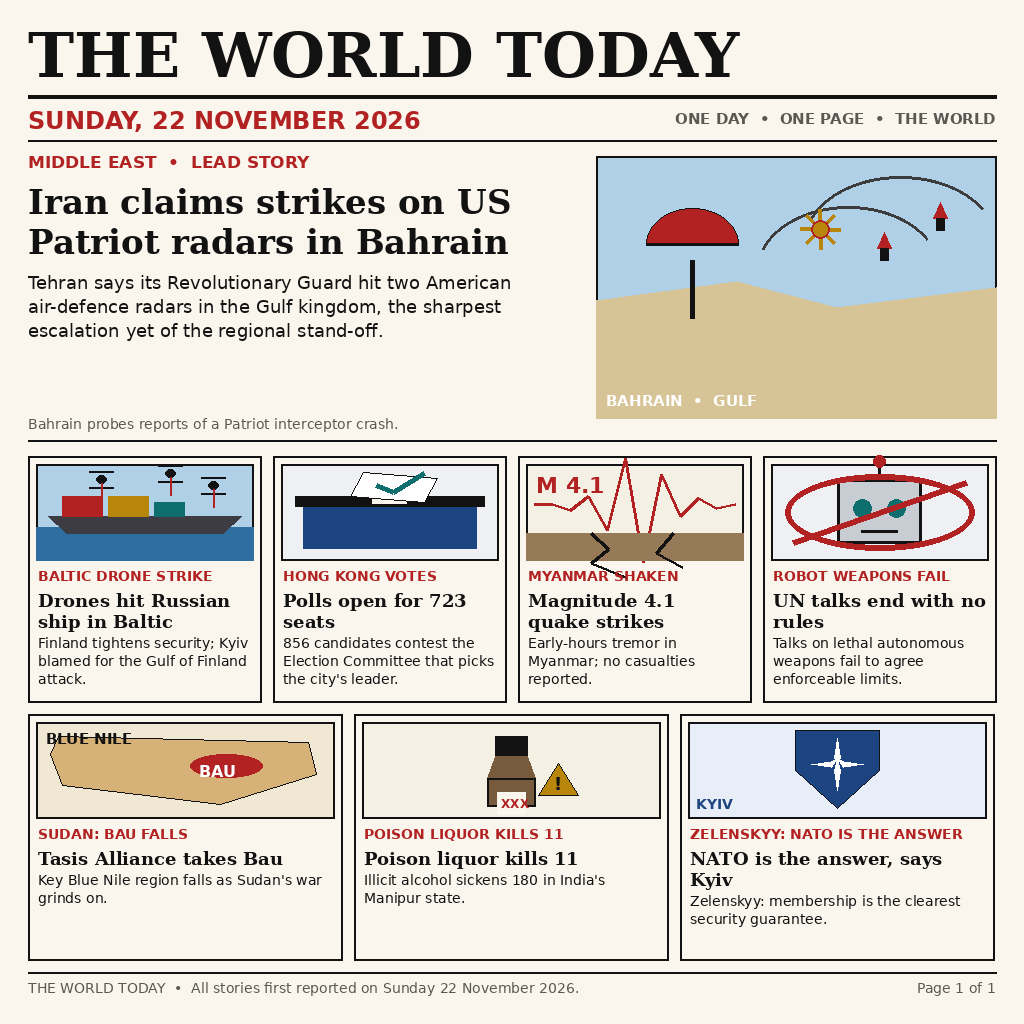 THE WORLD TODAY
SUNDAY, 22 NOVEMBER 2026
ONE DAY • ONE PAGE • THE WORLD
MIDDLE EAST • LEAD STORY
Iran claims strikes on US
Patriot radars in Bahrain
Tehran says its Revolutionary Guard hit two American
air-defence radars in the Gulf kingdom, the sharpest
escalation yet of the regional stand-off.
Bahrain probes reports of a Patriot interceptor crash.
BAHRAIN • GULF
BALTIC DRONE STRIKE
Drones hit Russian
ship in Baltic
Finland tightens security; Kyiv
blamed for the Gulf of Finland
attack.
HONG KONG VOTES
Polls open for 723
seats
856 candidates contest the
Election Committee that picks
the city's leader.
M 4.1
MYANMAR SHAKEN
Magnitude 4.1
quake strikes
Early-hours tremor in
Myanmar; no casualties
reported.
ROBOT WEAPONS FAIL
UN talks end with no
rules
Talks on lethal autonomous
weapons fail to agree
enforceable limits.
BLUE NILE
BAU
SUDAN: BAU FALLS
Tasis Alliance takes Bau
Key Blue Nile region falls as Sudan's war
grinds on.
XXX
!
POISON LIQUOR KILLS 11
Poison liquor kills 11
Illicit alcohol sickens 180 in India's
Manipur state.
KYIV
ZELENSKYY: NATO IS THE ANSWER
NATO is the answer, says
Kyiv
Zelenskyy: membership is the clearest
security guarantee.
THE WORLD TODAY • All stories first reported on Sunday 22 November 2026.
Page 1 of 1